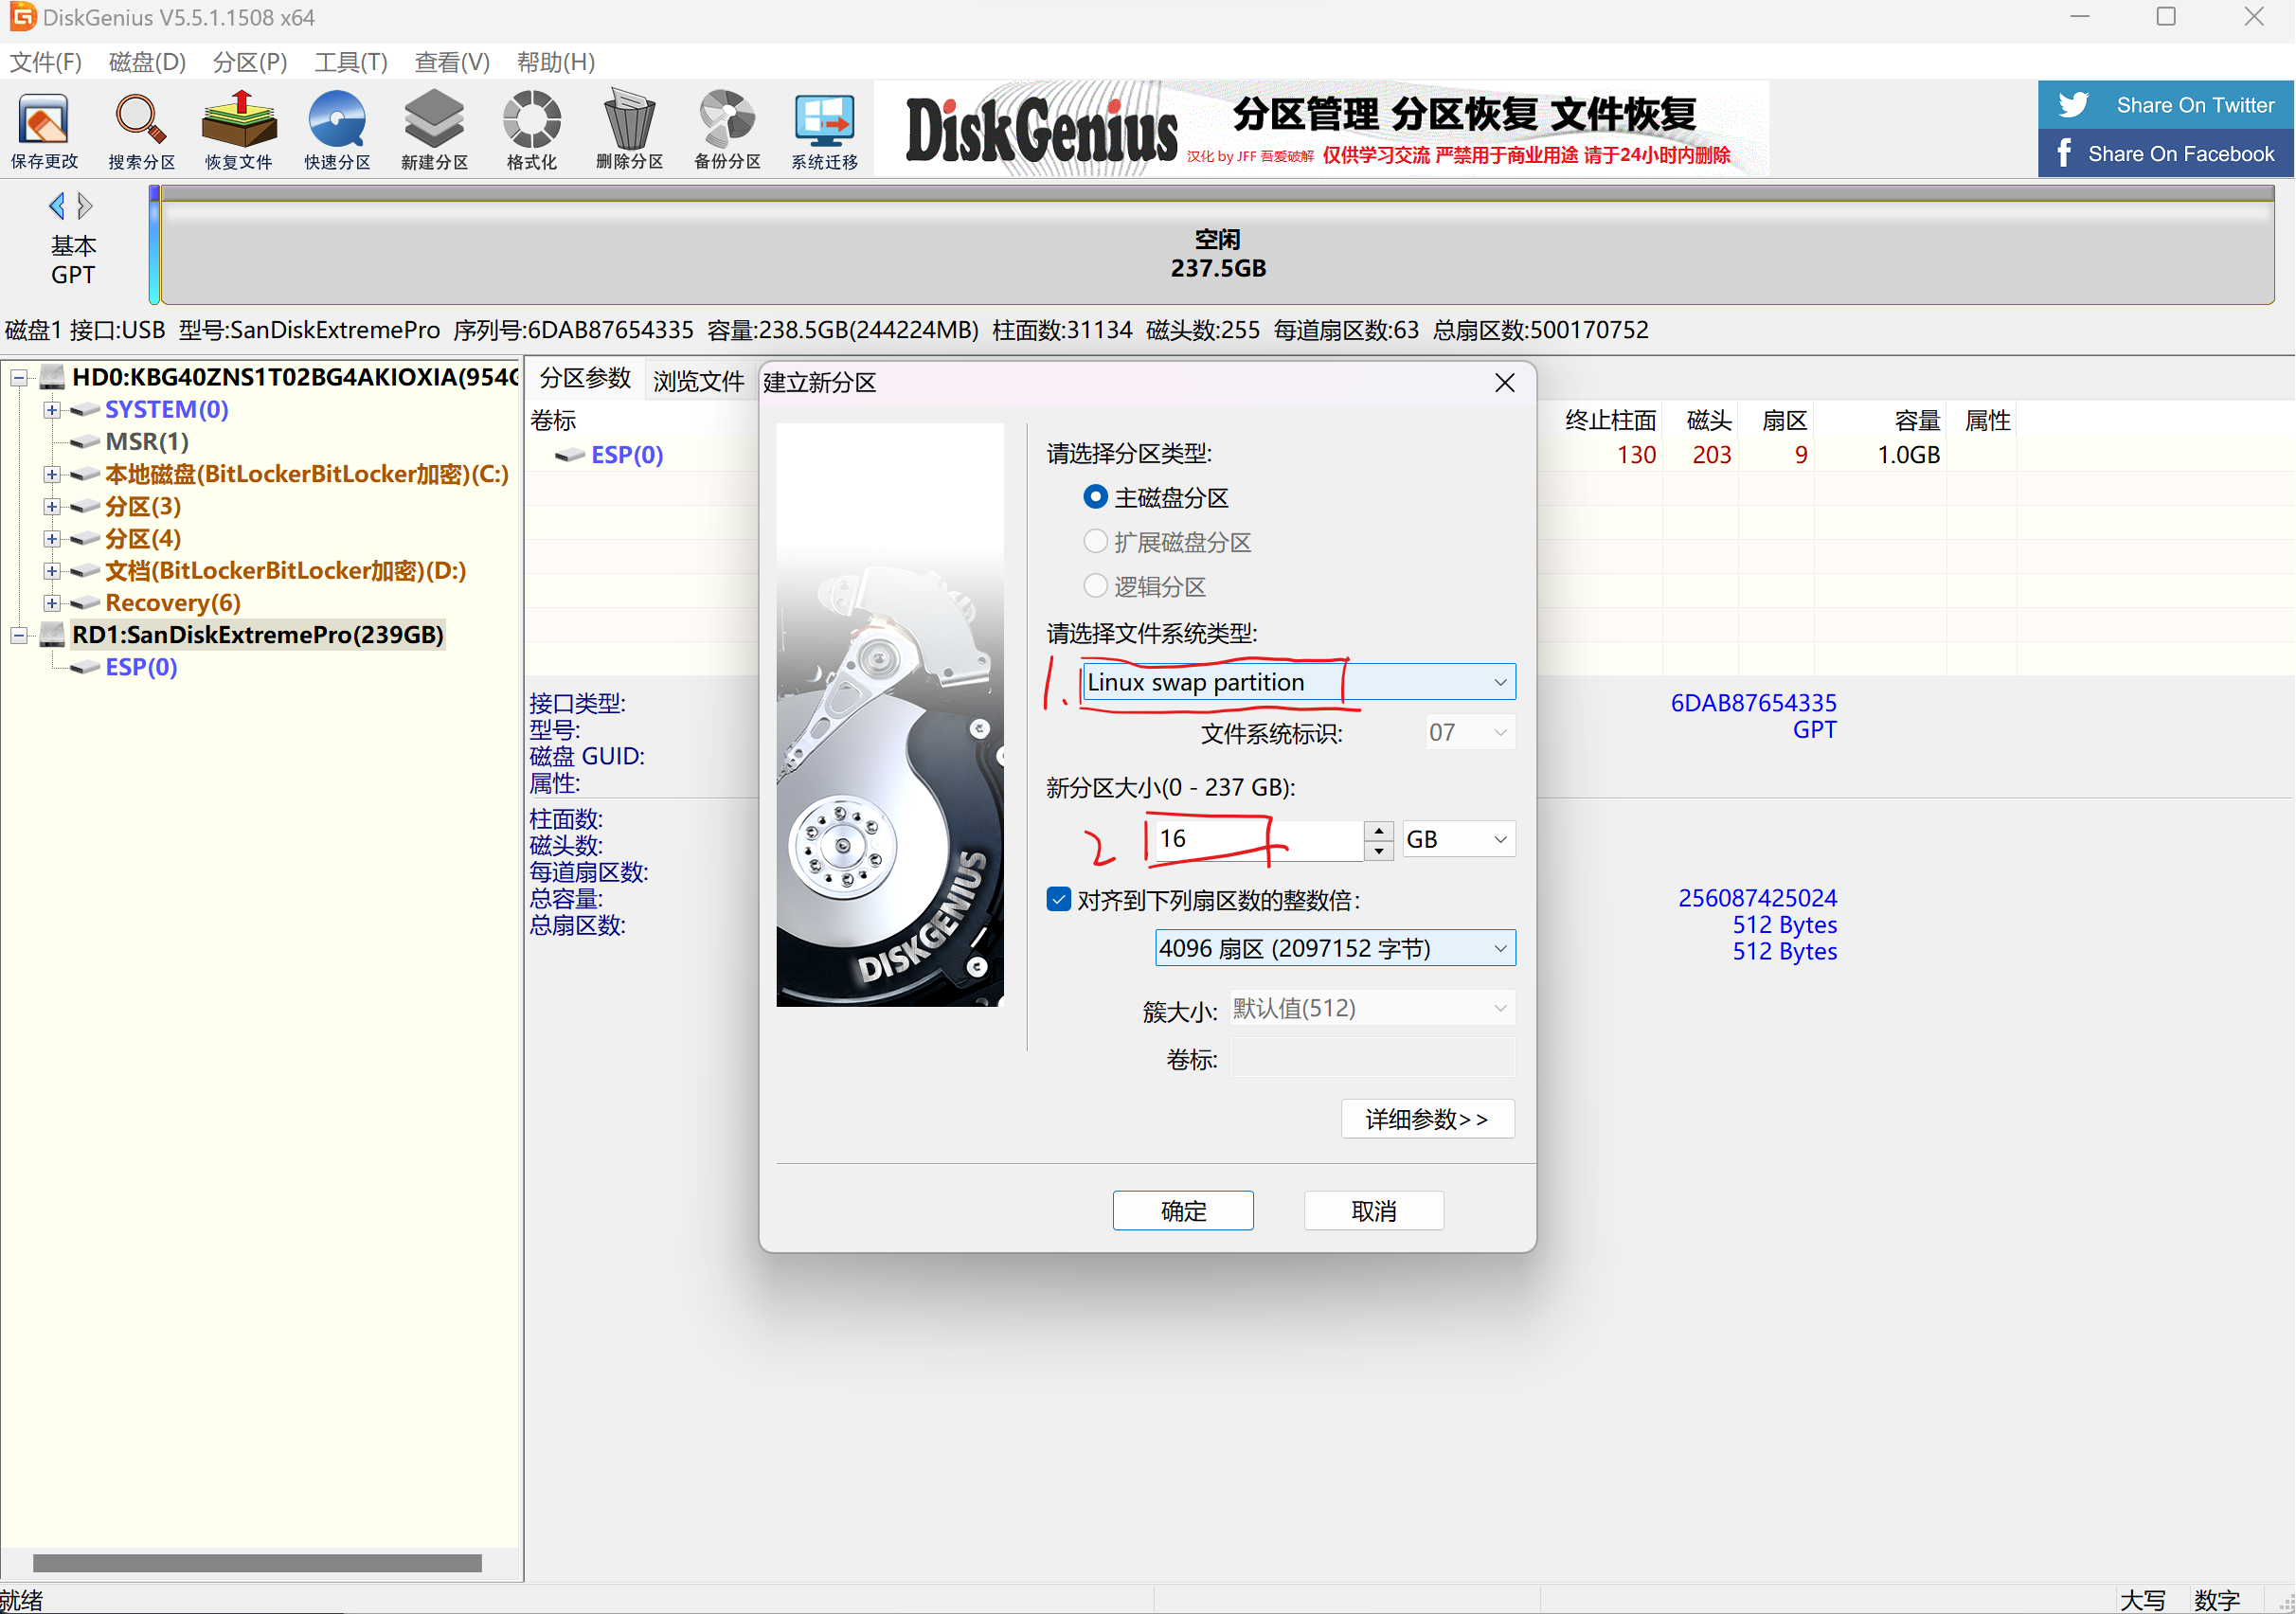 DiskGenius V5.5.1.1508 x64
文件(F) 磁盘(D) 分区(P) 工具(T) 查看(V) 帮助(H)
保存更改 搜索分区 恢复文件 快速分区 新建分区 格式化 删除分区 备份分区 系统迁移
DiskGenius 分区管理 分区恢复 文件恢复
汉化 by JFF 吾爱破解 仅供学习交流 严禁用于商业用途 请于24小时内删除
Share On Twitter
Share On Facebook
基本
GPT
空闲
237.5GB
磁盘1 接口:USB 型号:SanDiskExtremePro 序列号:6DAB87654335 容量:238.5GB(244224MB) 柱面数:31134 磁头数:255 每道扇区数:63 总扇区数:500170752
HD0:KBG40ZNS1T02BG4AKIOXIA(954G
SYSTEM(0)
MSR(1)
本地磁盘(BitLockerBitLocker加密)(C:)
分区(3)
分区(4)
文档(BitLockerBitLocker加密)(D:)
Recovery(6)
RD1:SanDiskExtremePro(239GB)
ESP(0)
分区参数 浏览文件
卷标 终止柱面 磁头 扇区 容量 属性
ESP(0) 130 203 9 1.0GB
接口类型:
型号:
磁盘 GUID:
属性:
柱面数:
磁头数:
每道扇区数:
总容量:
总扇区数:
6DAB87654335
GPT
256087425024
512 Bytes
512 Bytes
建立新分区
请选择分区类型:
主磁盘分区
扩展磁盘分区
逻辑分区
请选择文件系统类型:
1. Linux swap partition
文件系统标识: 07
新分区大小(0 - 237 GB):
2 16 GB
对齐到下列扇区数的整数倍:
4096 扇区 (2097152 字节)
簇大小: 默认值(512)
卷标:
详细参数>>
确定 取消
DISKGENIUS
就绪 大写 数字